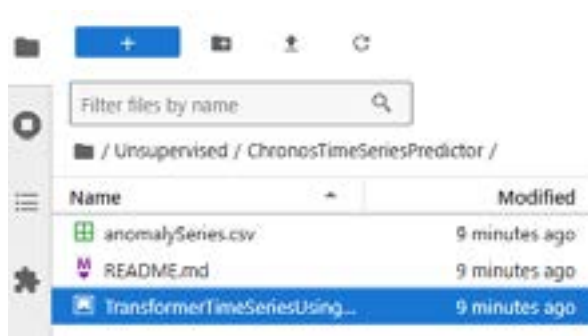 Filter files by name
/ Unsupervised / ChronosTimeSeriesPredictor /
Name Modified
anomalySeries.csv 9 minutes ago
README.md 9 minutes ago
TransformerTimeSeriesUsing... 9 minutes ago